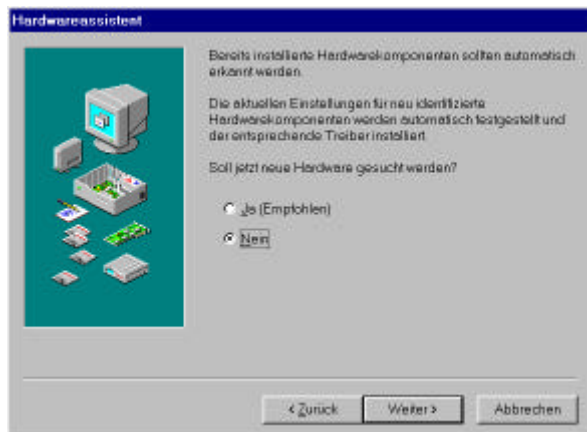 Hardwareassistent
Bereits installierte Hardwarekomponenten sollten automatisch
erkannt werden.
Die aktuellen Einstellungen für neu identifizierte
Hardwarekomponenten werden automatisch festgestellt und
der entsprechende Treiber installiert.
Soll jetzt neue Hardware gesucht werden?
Ja (Empfohlen)
Nein
< Zurück
Weiter >
Abbrechen